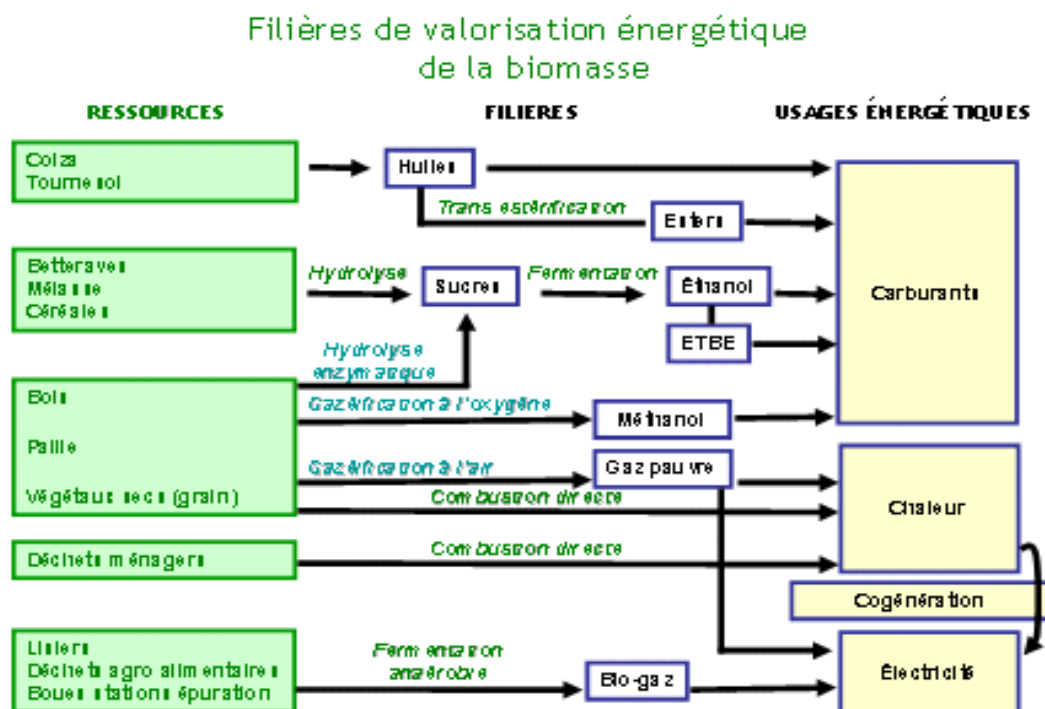 Filières de valorisation énergétique
de la biomasse
RESSOURCES
FILIERES
USAGES ÉNERGÉTIQUES
Colza
Tournesol
Huiles
Trans estérification
Esters
Betteraves
Mélasse
Céréales
Hydrolyse
Sucres
Fermentation
Éthanol
ETBE
Carburants
Hydrolyse
enzymatique
Bois
Gazéification à l'oxygène
Méthanol
Paille
Gazéification à l'air
Gaz pauvre
Végétaux secs (grain)
Combustion directe
Chaleur
Déchets ménagers
Combustion directe
Cogénération
Lisiers
Déchets agro alimentaires
Boues stations épuration
Fermentation
anaérobie
Bio-gaz
Électricité